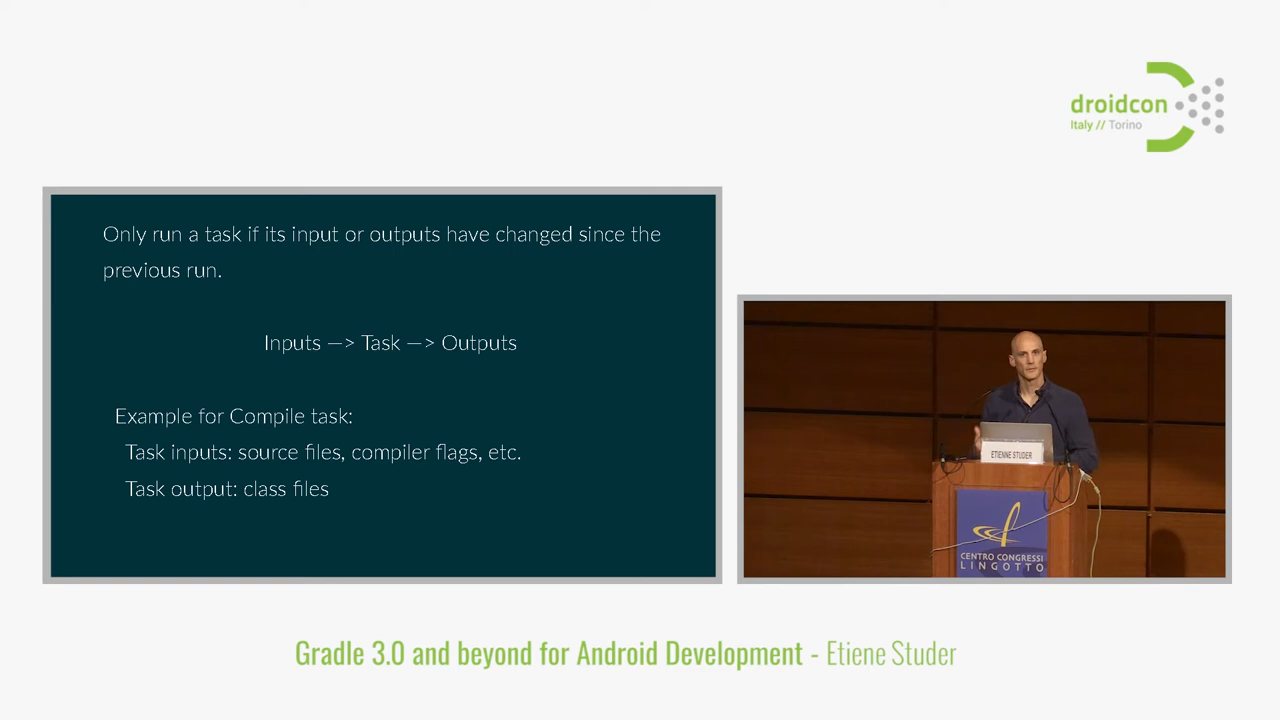 droidcon
Italy // Torino
Only run a task if its input or outputs have changed since the
previous run.
Inputs —> Task —> Outputs
Example for Compile task:
Task inputs: source files, compiler flags, etc.
Task output: class files
ETIENNE STUDER
CENTRO CONGRESSI
LINGOTTO
Gradle 3.0 and beyond for Android Development - Etiene Studer